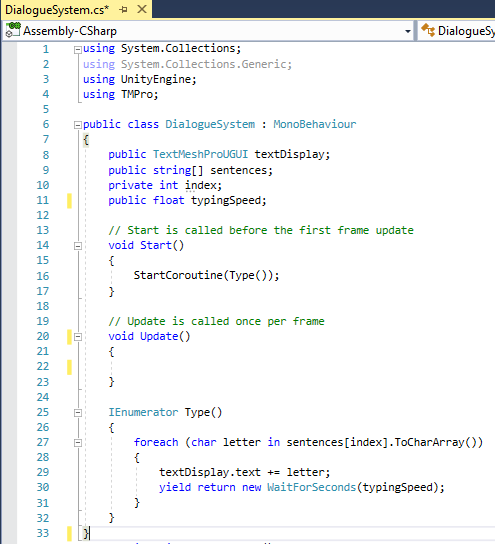 DialogueSystem.cs*
Assembly-CSharp DialogueSy
1 using System.Collections;
2 using System.Collections.Generic;
3 using UnityEngine;
4 using TMPro;
5
6 public class DialogueSystem : MonoBehaviour
7 {
8 public TextMeshProUGUI textDisplay;
9 public string[] sentences;
10 private int index;
11 public float typingSpeed;
12
13 // Start is called before the first frame update
14 void Start()
15 {
16 StartCoroutine(Type());
17 }
18
19 // Update is called once per frame
20 void Update()
21 {
22
23 }
24
25 IEnumerator Type()
26 {
27 foreach (char letter in sentences[index].ToCharArray())
28 {
29 textDisplay.text += letter;
30 yield return new WaitForSeconds(typingSpeed);
31 }
32 }
33 }